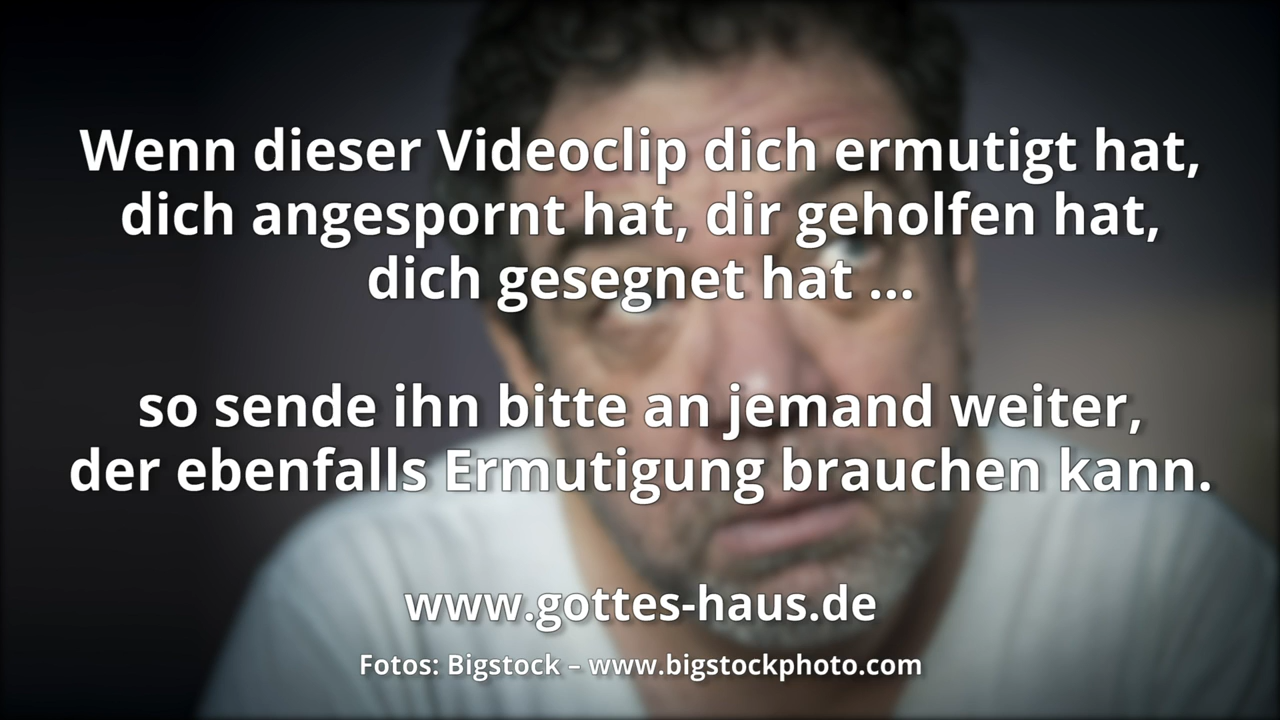 Wenn dieser Videoclip dich ermutigt hat,
dich angespornt hat, dir geholfen hat,
dich gesegnet hat ...
so sende ihn bitte an jemand weiter,
der ebenfalls Ermutigung brauchen kann.
www.gottes-haus.de
Fotos: Bigstock – www.bigstockphoto.com